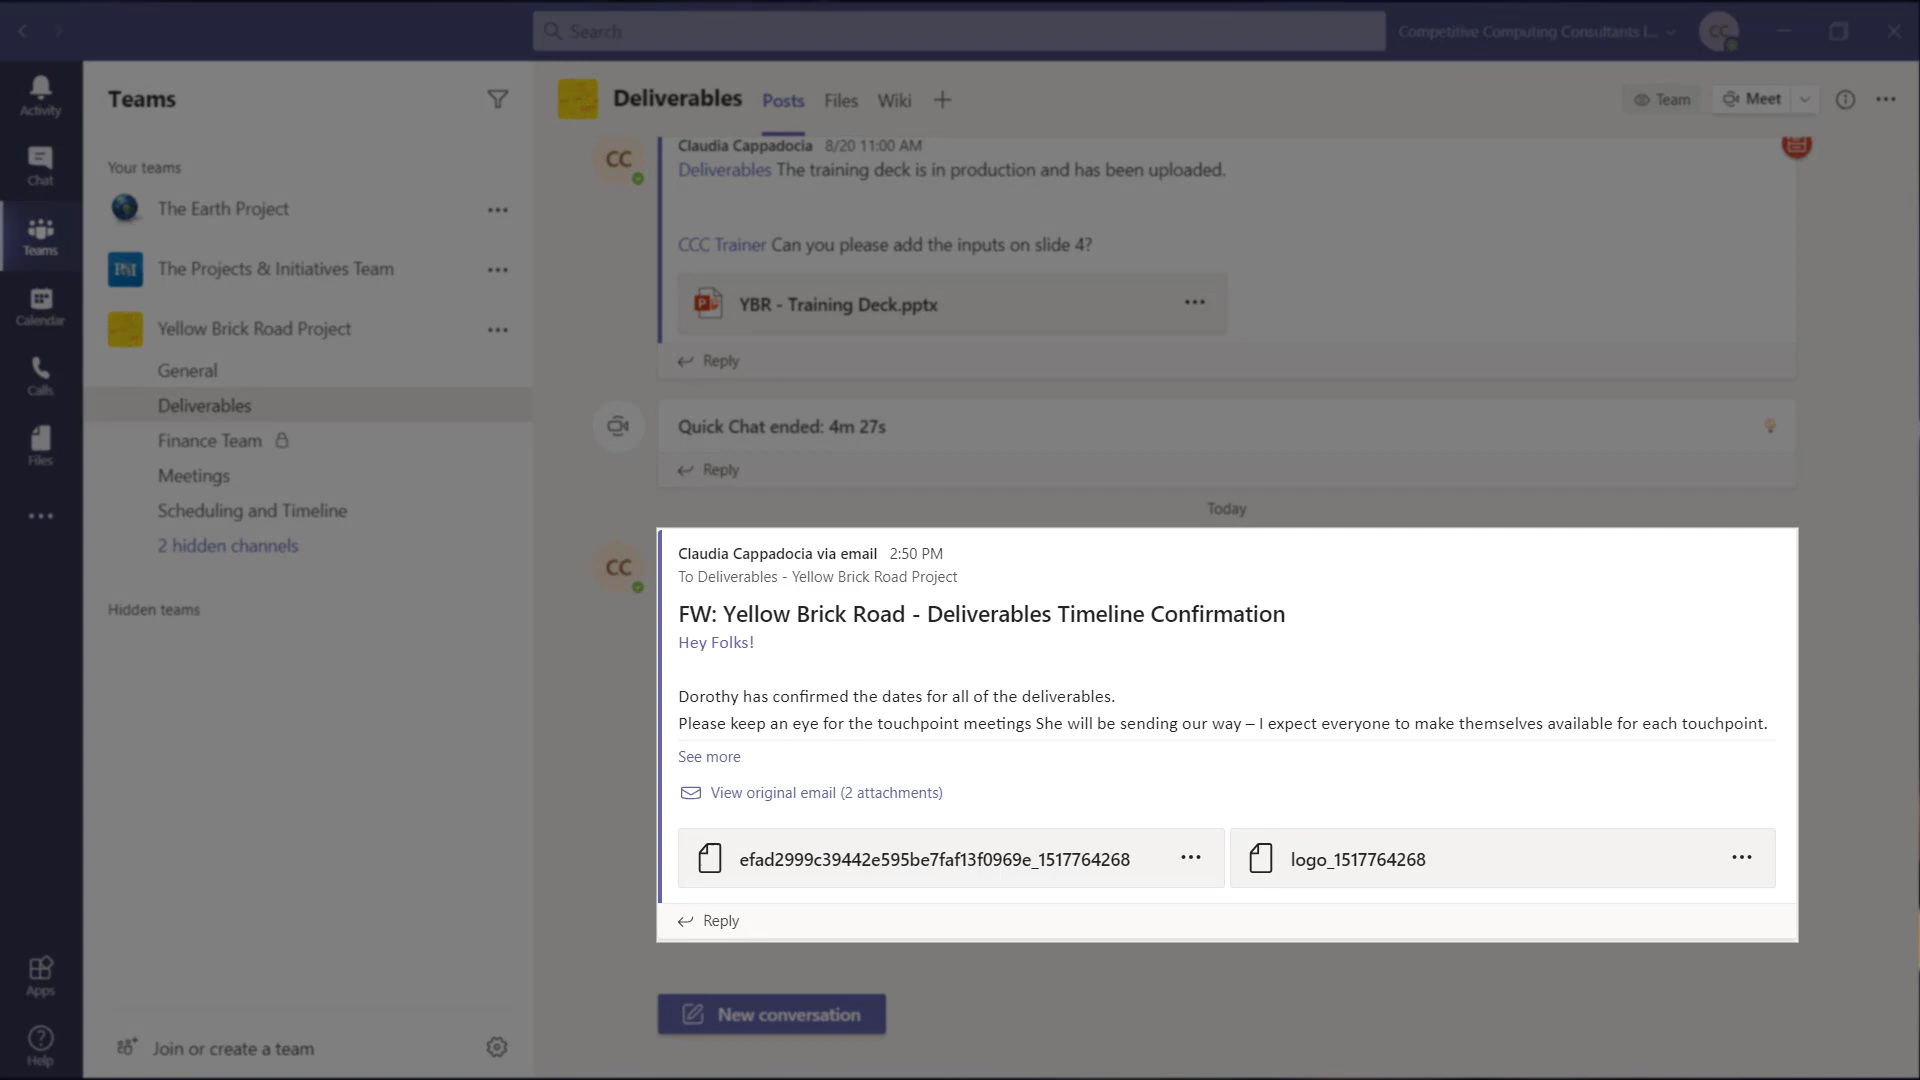 Search
Competitive Computing Consultants I...
CC
Activity
Chat
Teams
Calendar
Calls
Files
Apps
Help
Teams
Your teams
The Earth Project
P&I
The Projects & Initiatives Team
Yellow Brick Road Project
General
Deliverables
Finance Team
Meetings
Scheduling and Timeline
2 hidden channels
Hidden teams
Join or create a team
Deliverables
Posts
Files
Wiki
Team
Meet
CC
Claudia Cappadocia 8/20 11:00 AM
Deliverables The training deck is in production and has been uploaded.
CCC Trainer Can you please add the inputs on slide 4?
YBR - Training Deck.pptx
Reply
Quick Chat ended: 4m 27s
Reply
Today
CC
Claudia Cappadocia via email 2:50 PM
To Deliverables - Yellow Brick Road Project
FW: Yellow Brick Road - Deliverables Timeline Confirmation
Hey Folks!
Dorothy has confirmed the dates for all of the deliverables.
Please keep an eye for the touchpoint meetings She will be sending our way – I expect everyone to make themselves available for each touchpoint.
See more
View original email (2 attachments)
efad2999c39442e595be7faf13f0969e_1517764268
logo_1517764268
Reply
New conversation